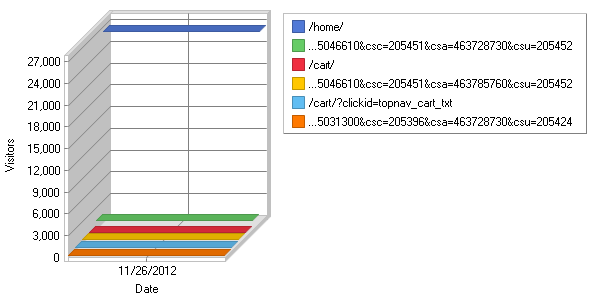 27,000
24,000
21,000
18,000
15,000
12,000
9,000
6,000
3,000
0
Visitors
11/26/2012
Date
/home/
...5046610&csc=205451&csa=463728730&csu=205452
/cart/
...5046610&csc=205451&csa=463785760&csu=205452
/cart/?clickid=topnav_cart_txt
...5031300&csc=205396&csa=463728730&csu=205424